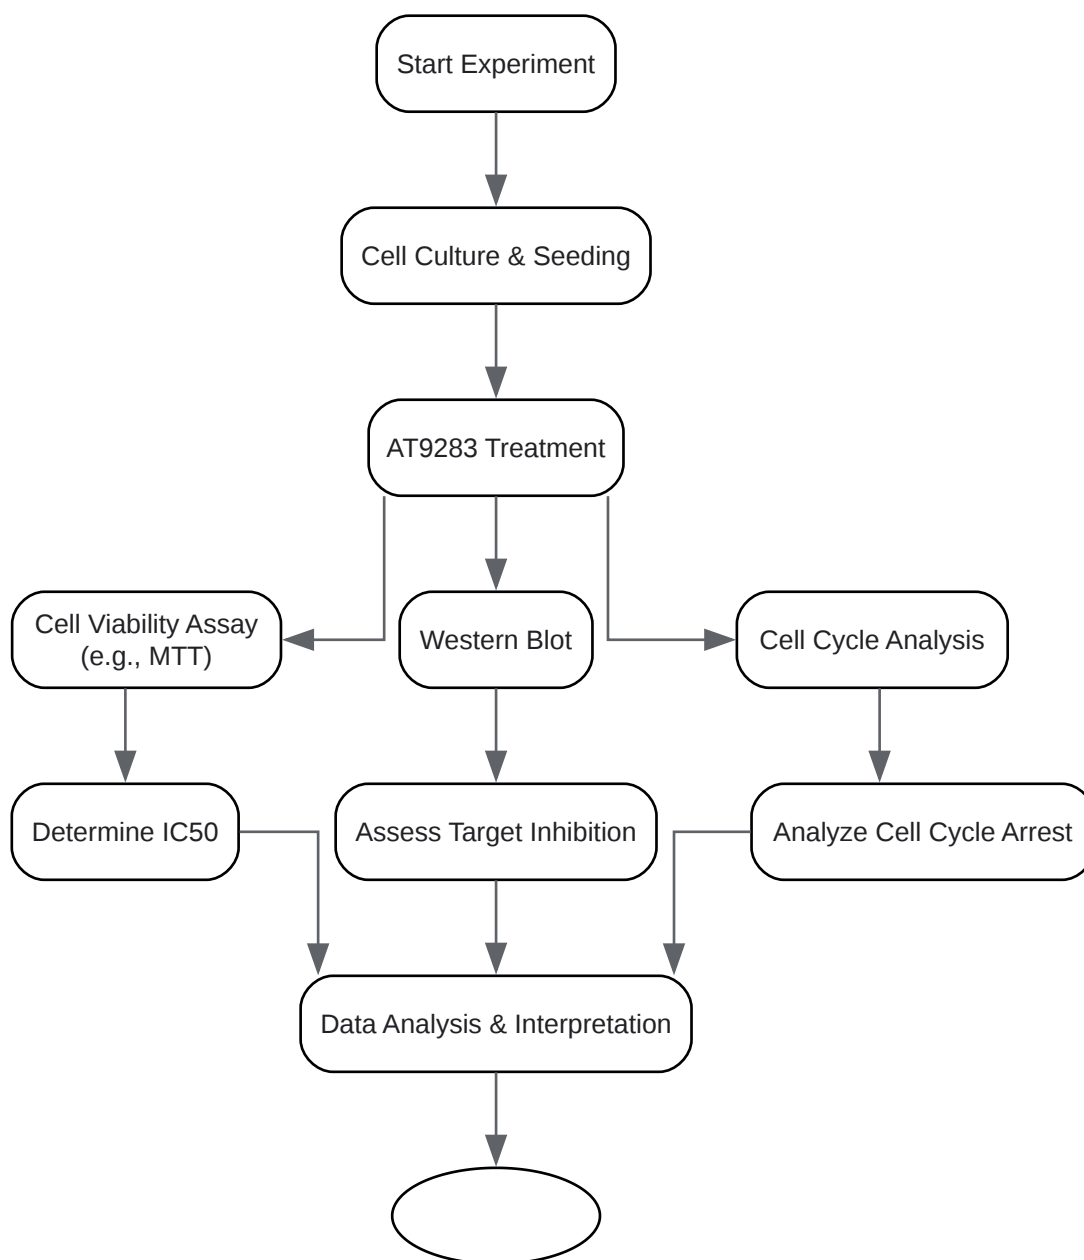 Start Experiment
Cell Culture & Seeding
AT9283 Treatment
Cell Viability Assay
(e.g., MTT)
Western Blot
Cell Cycle Analysis
Determine IC50
Assess Target Inhibition
Analyze Cell Cycle Arrest
Data Analysis & Interpretation